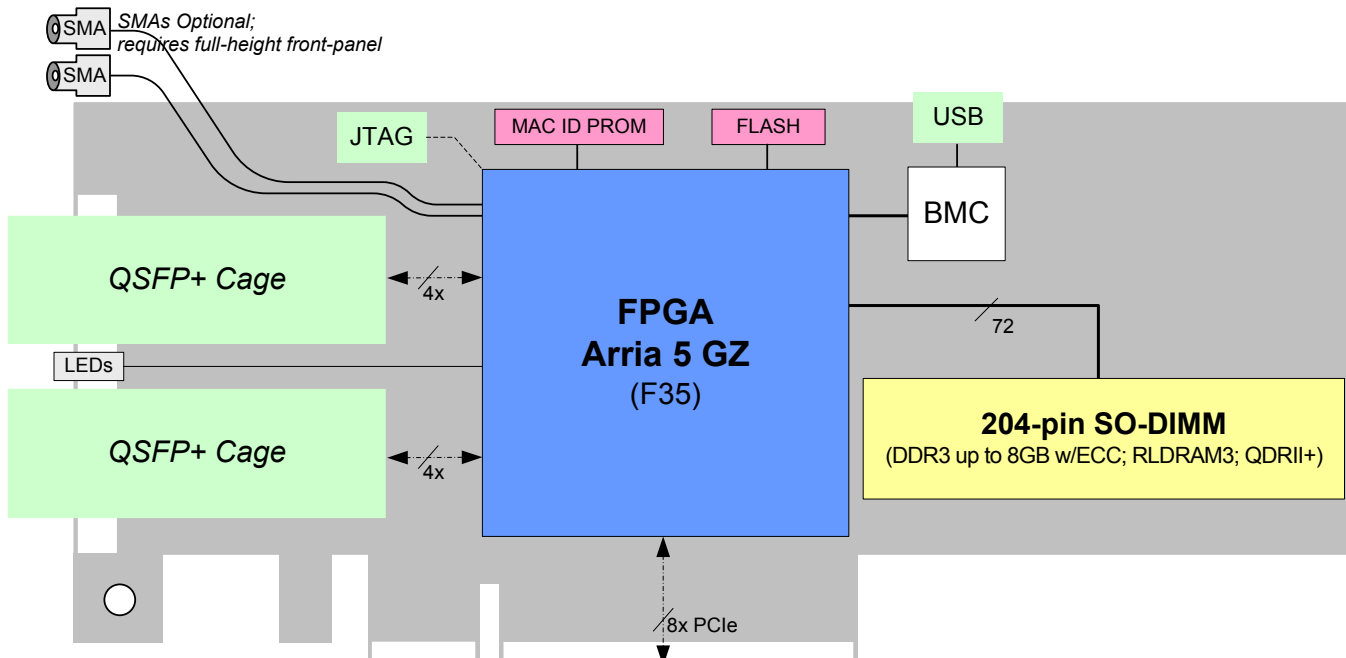 SMA
SMAs Optional;
requires full-height front-panel
SMA
JTAG
MAC ID PROM
FLASH
USB
BMC
QSFP+ Cage
4x
FPGA
Arria 5 GZ
(F35)
72
LEDs
QSFP+ Cage
4x
204-pin SO-DIMM
(DDR3 up to 8GB w/ECC; RLDRAM3; QDRII+)
8x PCIe